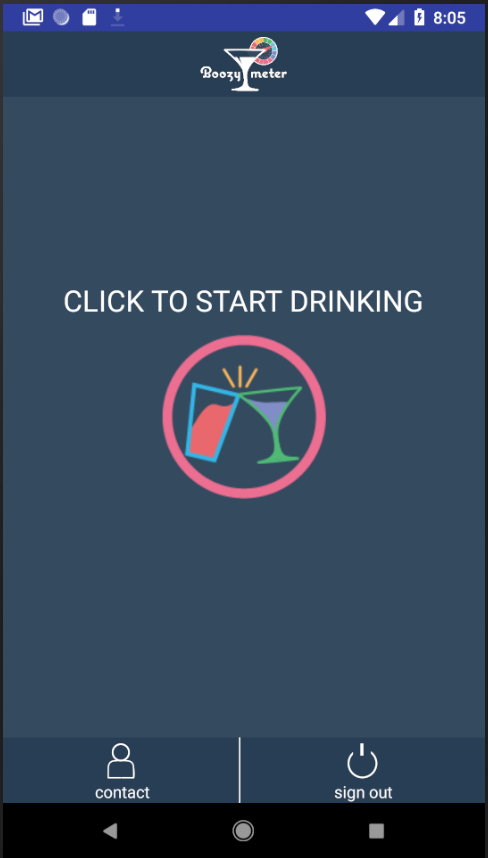 8:05
Boozy meter
CLICK TO START DRINKING
contact
sign out